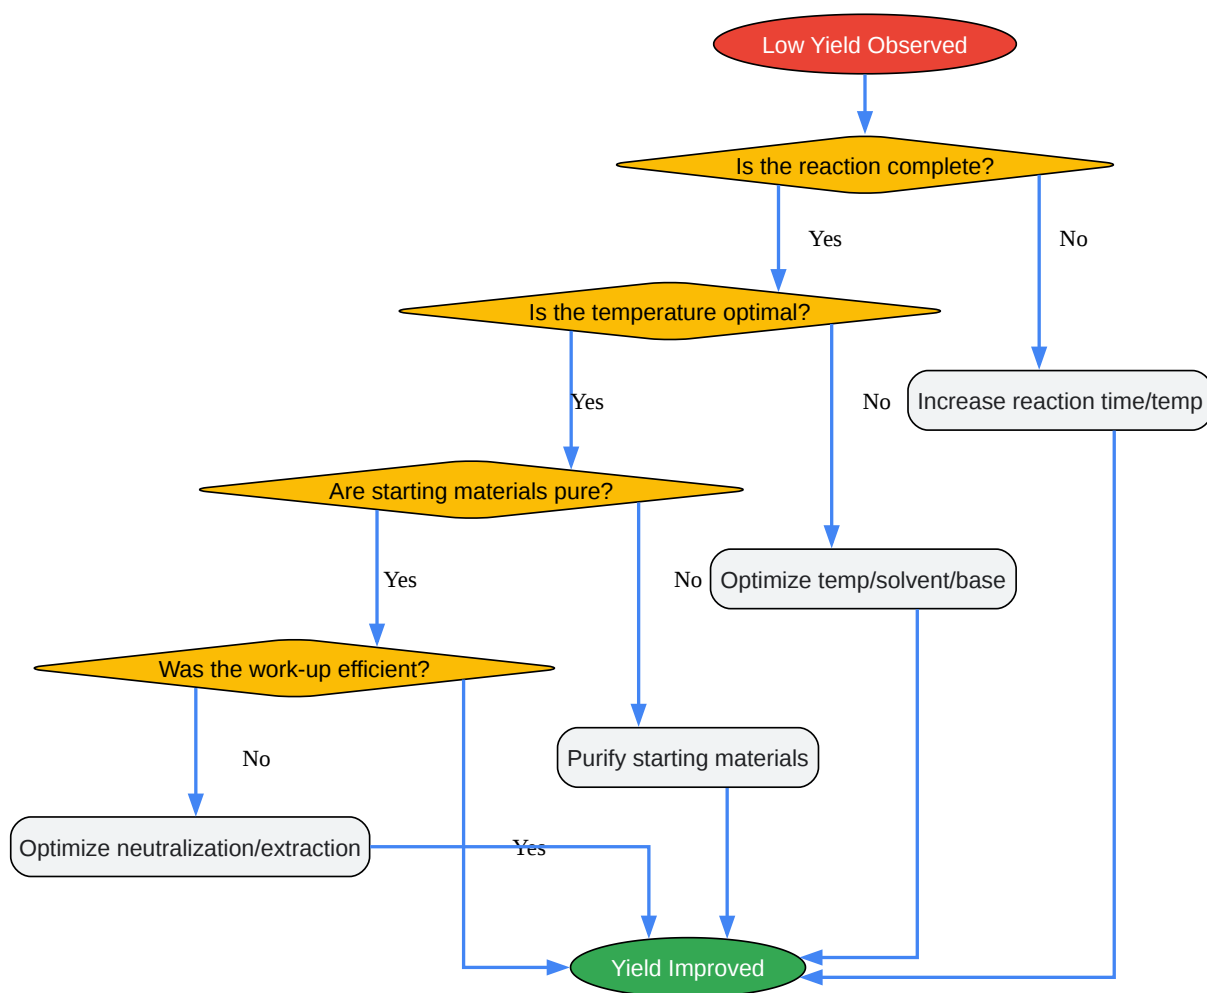 Low Yield Observed
Is the reaction complete?
Yes
No
Is the temperature optimal?
Yes
No
Increase reaction time/temp
Are starting materials pure?
Yes
No
Optimize temp/solvent/base
Was the work-up efficient?
No
Purify starting materials
Optimize neutralization/extraction
Yes
Yield Improved